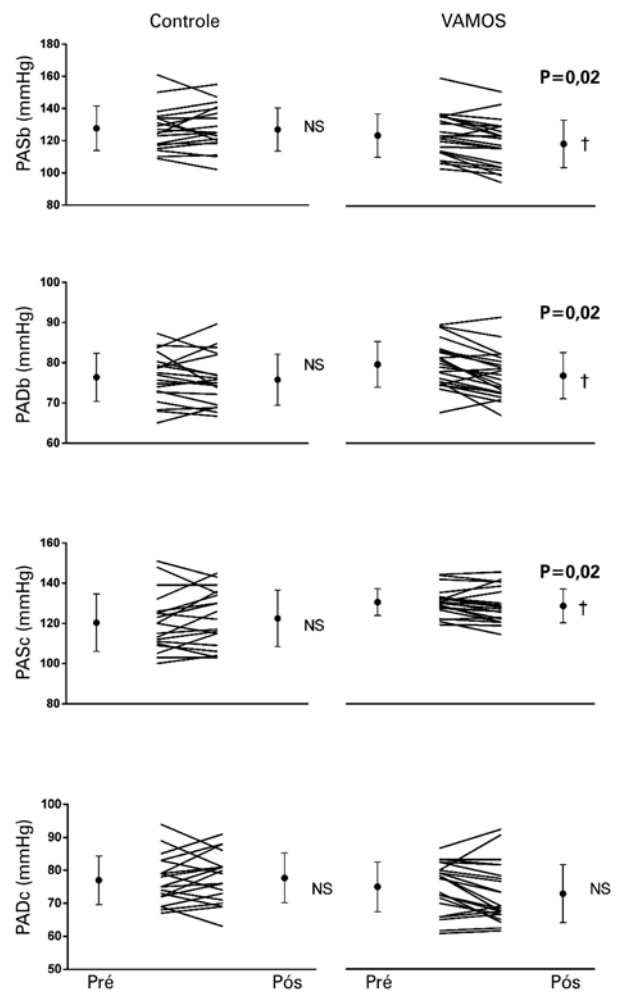 Controle VAMOS
PASb (mmHg)
180
160
140
120
100
80
NS
P=0,02
†
PADb (mmHg)
100
90
80
70
60
NS
P=0,02
†
PASc (mmHg)
160
140
120
100
80
NS
P=0,02
†
PADc (mmHg)
100
90
80
70
60
50
NS
NS
Pré Pós Pré Pós